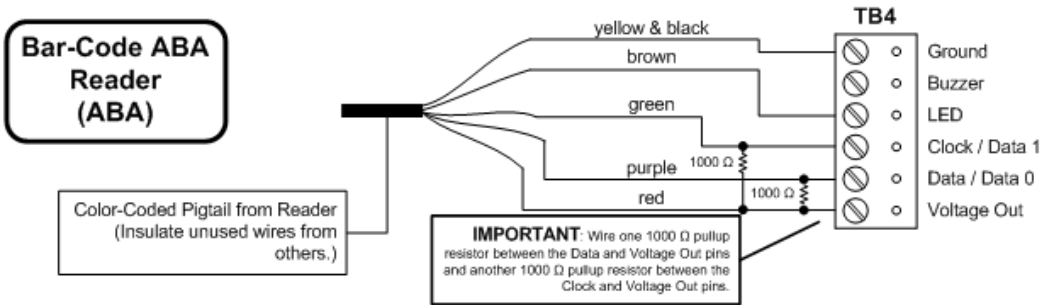 Bar-Code ABA
Reader
(ABA)
yellow & black
brown
green
purple
red
1000 Ω
1000 Ω
TB4
Ground
Buzzer
LED
Clock / Data 1
Data / Data 0
Voltage Out
Color-Coded Pigtail from Reader
(Insulate unused wires from
others.)
IMPORTANT: Wire one 1000 Ω pullup
resistor between the Data and Voltage Out pins
and another 1000 Ω pullup resistor between the
Clock and Voltage Out pins.